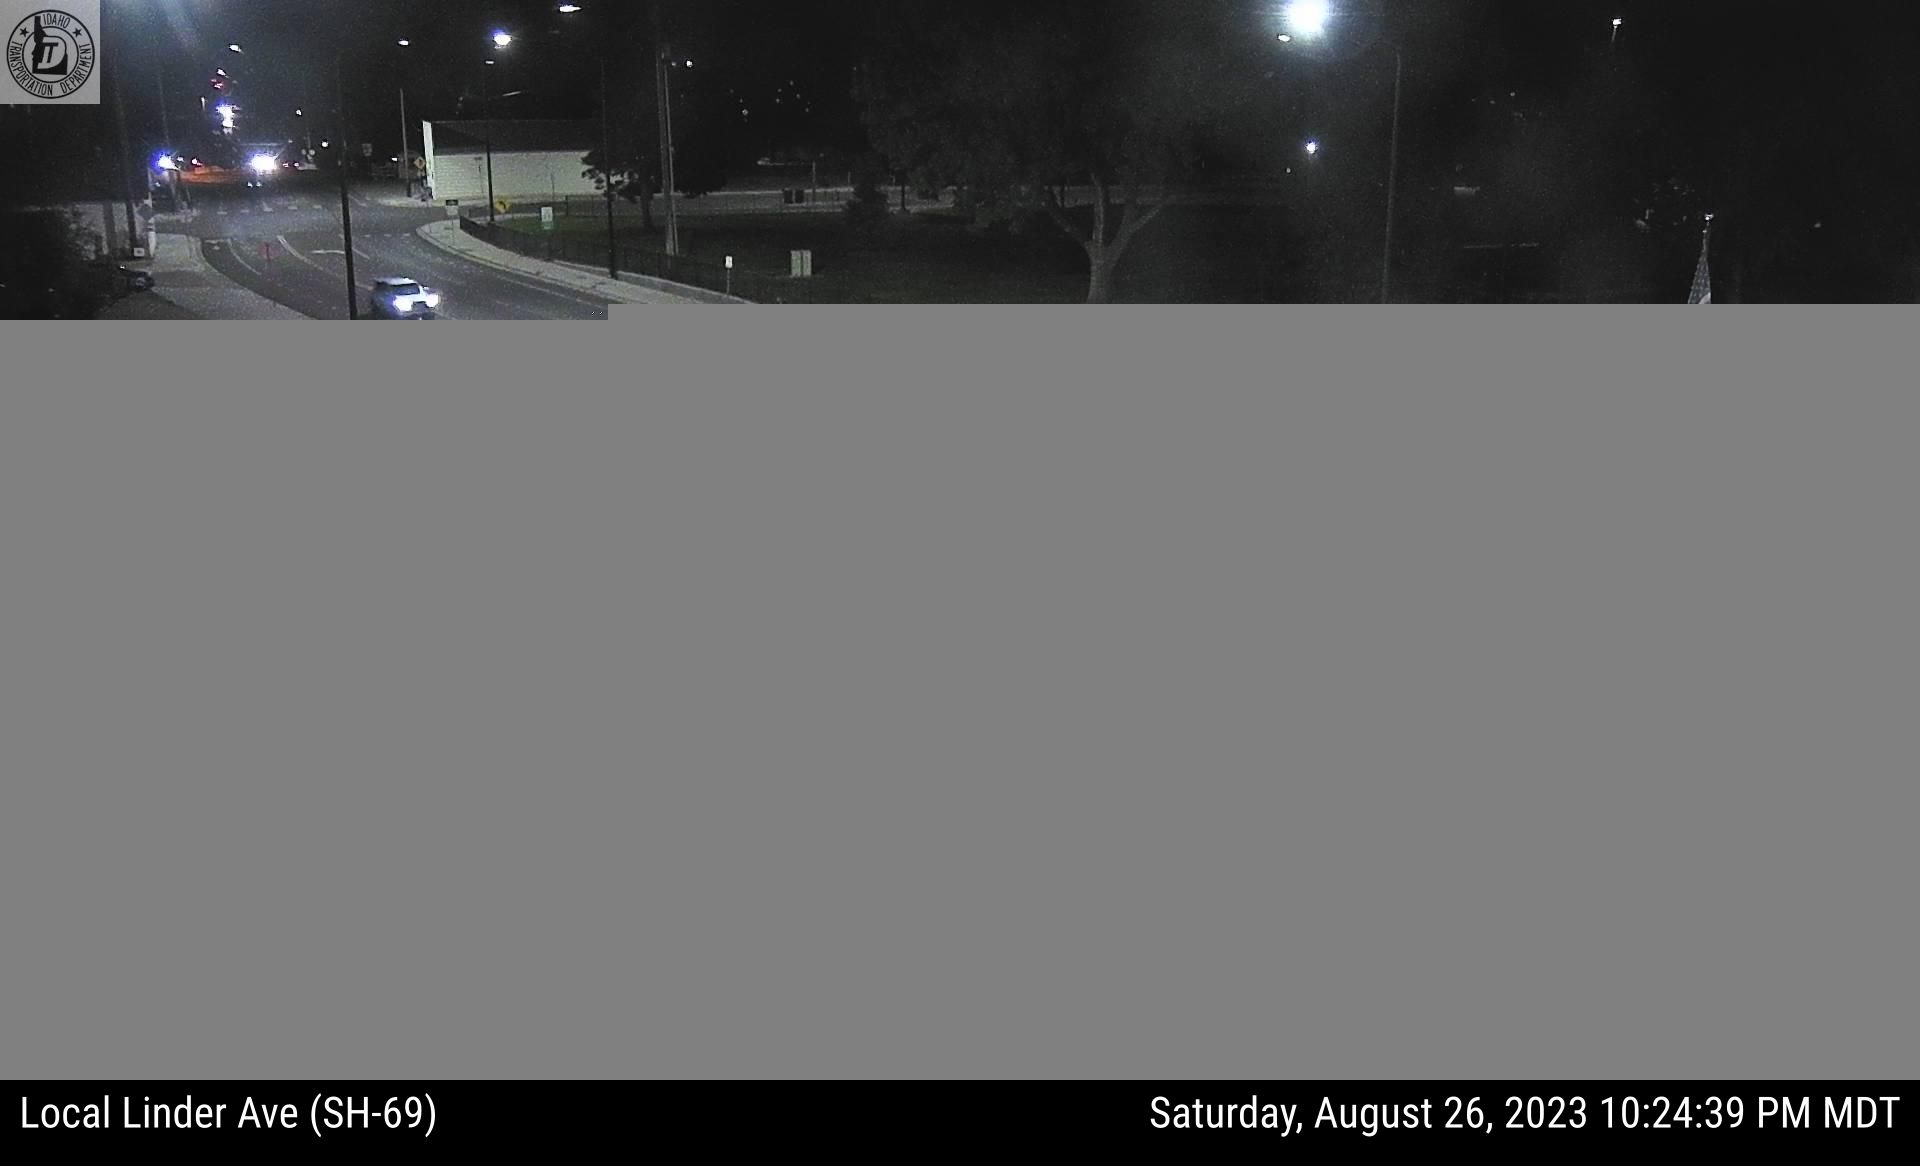 IDAHO
TRANSPORTATION DEPARTMENT
Local Linder Ave (SH-69)
Saturday, August 26, 2023 10:24:39 PM MDT